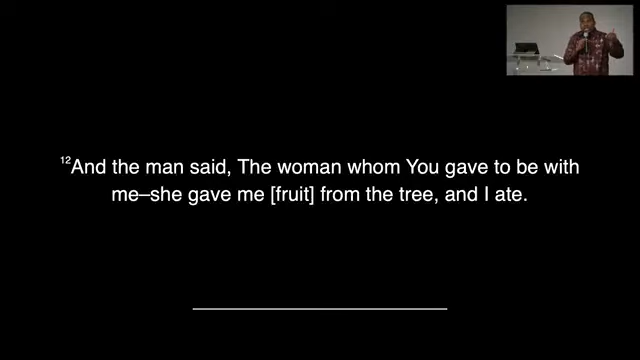 ¹²And the man said, The woman whom You gave to be with
me–she gave me [fruit] from the tree, and I ate.